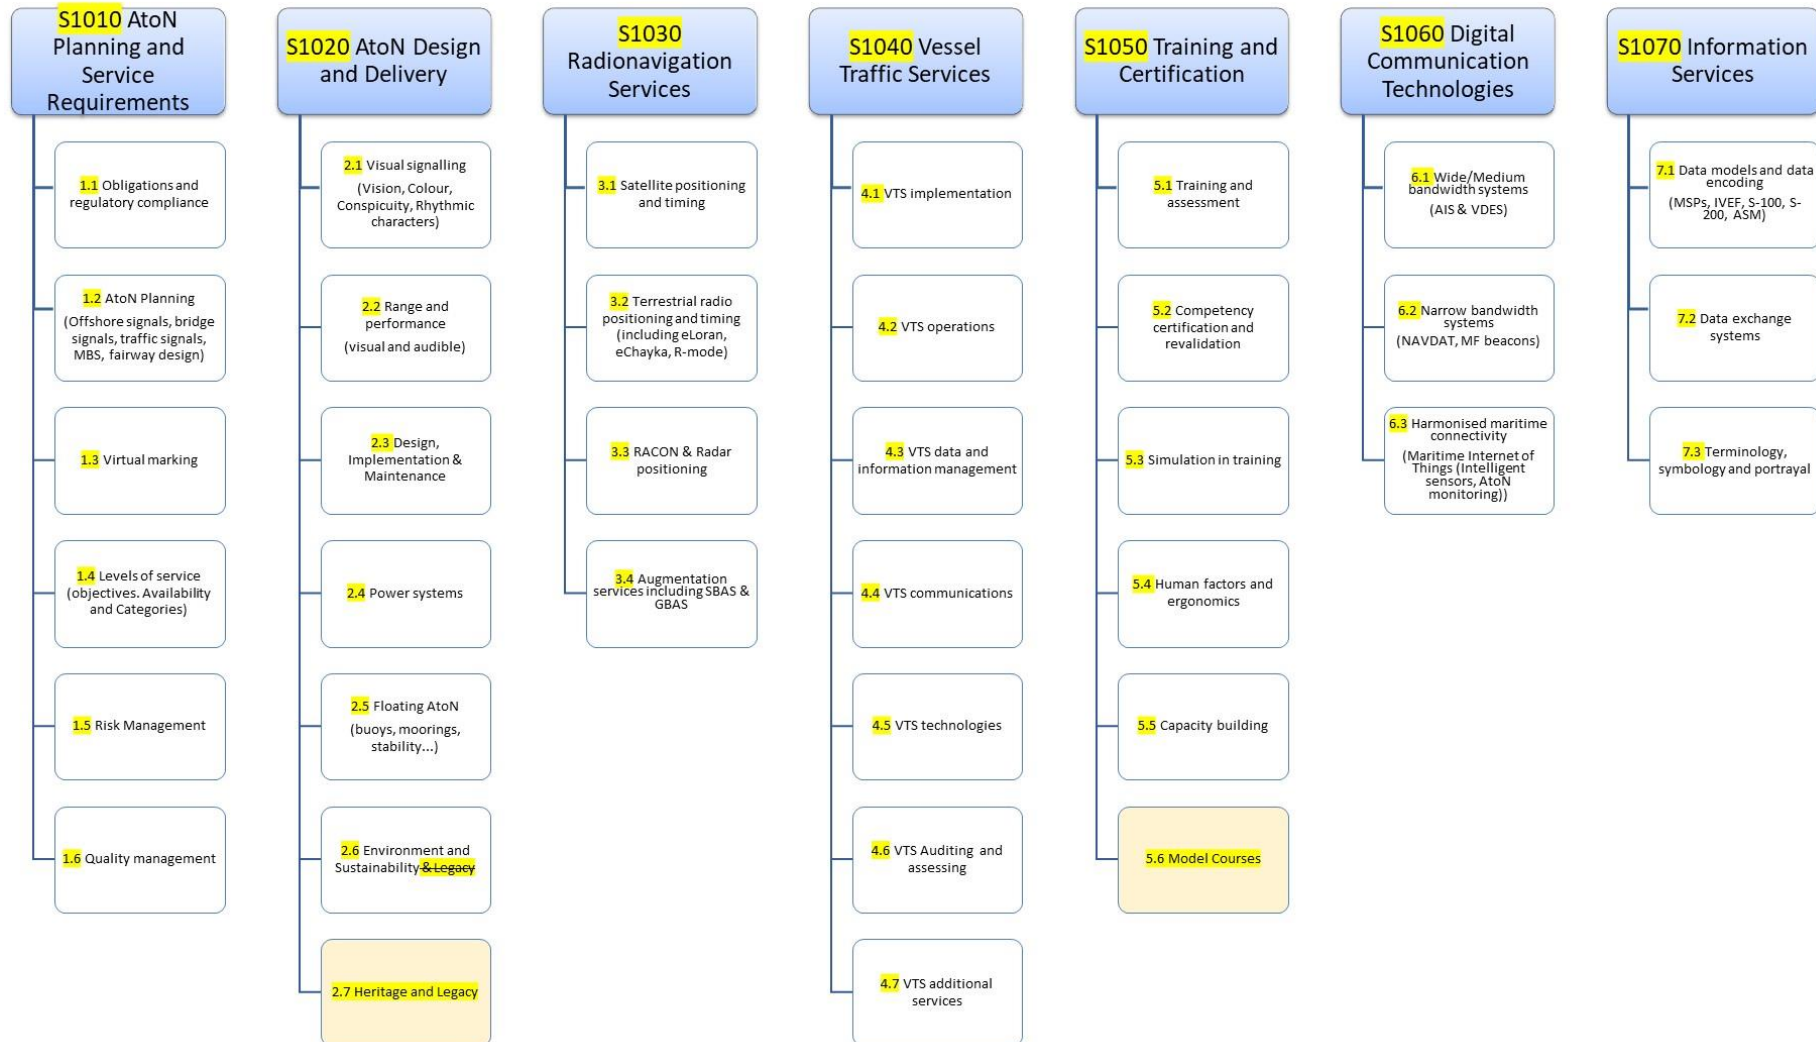 S1010 AtoN
Planning and
Service
Requirements
1.1 Obligations and
regulatory compliance
1.2 AtoN Planning
(Offshore signals, bridge
signals, traffic signals,
MBS, fairway design)
1.3 Virtual marking
1.4 Levels of service
(objectives. Availability
and Categories)
1.5 Risk Management
1.6 Quality management
S1020 AtoN Design
and Delivery
2.1 Visual signalling
(Vision, Colour,
Conspicuity, Rhythmic
characters)
2.2 Range and
performance
(visual and audible)
2.3 Design,
Implementation &
Maintenance
2.4 Power systems
2.5 Floating AtoN
(buoys, moorings,
stability...)
2.6 Environment and
Sustainability & Legacy
2.7 Heritage and Legacy
S1030
Radionavigation
Services
3.1 Satellite positioning
and timing
3.2 Terrestrial radio
positioning and timing
(including eLoran,
eChayka, R-mode)
3.3 RACON & Radar
positioning
3.4 Augmentation
services including SBAS &
GBAS
S1040 Vessel
Traffic Services
4.1 VTS implementation
4.2 VTS operations
4.3 VTS data and
information management
4.4 VTS communications
4.5 VTS technologies
4.6 VTS Auditing and
assessing
4.7 VTS additional
services
S1050 Training and
Certification
5.1 Training and
assessment
5.2 Competency
certification and
revalidation
5.3 Simulation in training
5.4 Human factors and
ergonomics
5.5 Capacity building
5.6 Model Courses
S1060 Digital
Communication
Technologies
6.1 Wide/Medium
bandwidth systems
(AIS & VDES)
6.2 Narrow bandwidth
systems
(NAVDAT, MF beacons)
6.3 Harmonised maritime
connectivity
(Maritime Internet of
Things (Intelligent
sensors, AtoN
monitoring))
S1070 Information
Services
7.1 Data models and data
encoding
(MSPs, IVEF, S-100, S-
200, ASM)
7.2 Data exchange
systems
7.3 Terminology,
symbology and portrayal